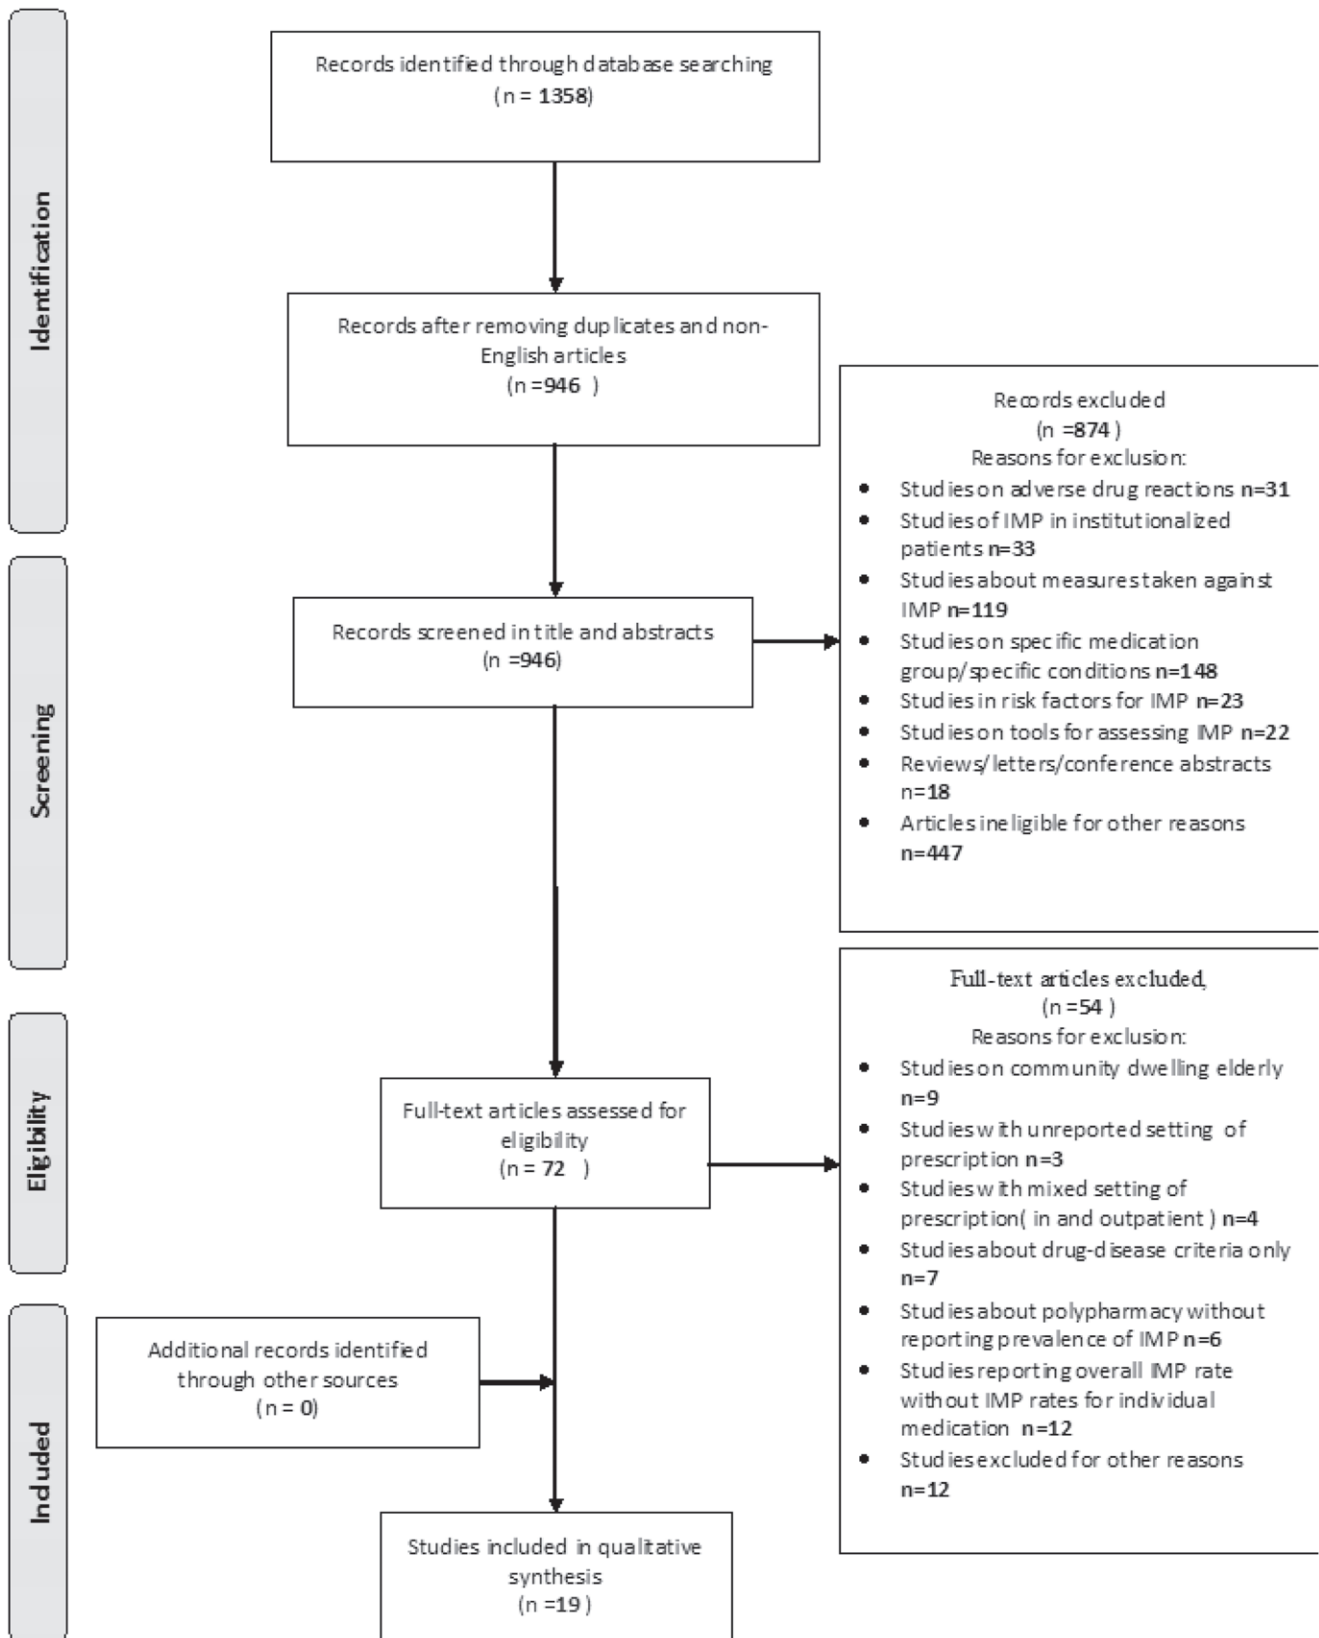 Identification
Records identified through database searching
(n = 1358)
Records after removing duplicates and non-
English articles
(n =946 )
Screening
Records screened in title and abstracts
(n =946)
Records excluded
(n =874 )
Reasons for exclusion:
• Studies on adverse drug reactions n=31
• Studies of IMP in institutionalized
patients n=33
• Studies about measures taken against
IMP n=119
• Studies on specific medication
group/specific conditions n=148
• Studies in risk factors for IMP n=23
• Studies on tools for assessing IMP n=22
• Reviews/letters/conference abstracts
n=18
• Articles ineligible for other reasons
n=447
Eligibility
Full-text articles assessed for
eligibility
(n = 72 )
Full-text articles excluded,
(n =54 )
Reasons for exclusion:
• Studies on community dwelling elderly
n=9
• Studies with unreported setting of
prescription n=3
• Studies with mixed setting of
prescription( in and outpatient ) n=4
• Studies about drug-disease criteria only
n=7
• Studies about polypharmacy without
reporting prevalence of IMP n=6
• Studies reporting overall IMP rate
without IMP rates for individual
medication n=12
• Studies excluded for other reasons
n=12
Included
Additional records identified
through other sources
(n = 0)
Studies included in qualitative
synthesis
(n =19 )